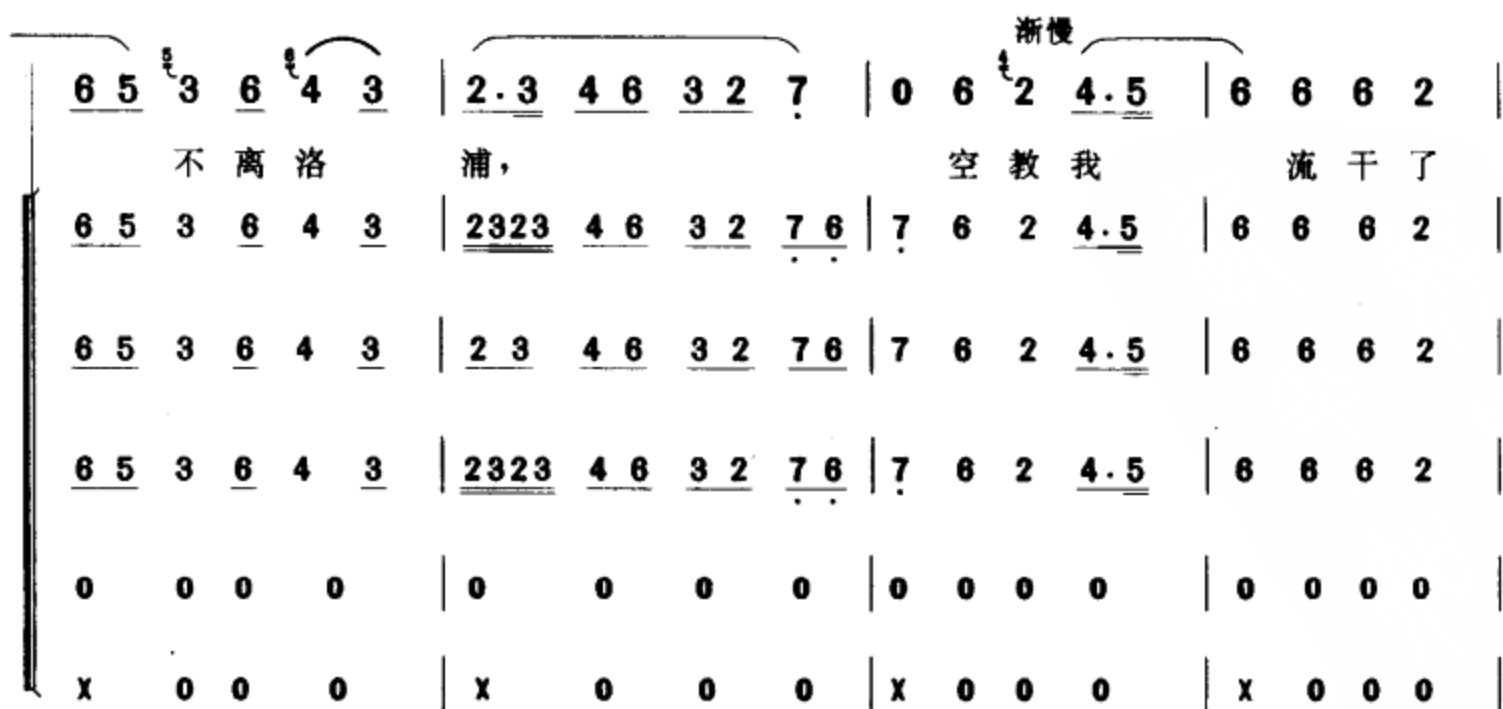 渐慢
6 5 5 3 6 6 4 3 | 2 . 3 4 6 3 2 7 | 0 6 4 2 4 . 5 | 6 6 6 2 |
不 离 洛 浦， 空 教 我 流 干 了
6 5 3 6 4 3 | 2323 4 6 3 2 7 6 | 7 6 2 4 . 5 | 6 6 6 2 |
6 5 3 6 4 3 | 2 3 4 6 3 2 7 6 | 7 6 2 4 . 5 | 6 6 6 2 |
6 5 3 6 4 3 | 2323 4 6 3 2 7 6 | 7 6 2 4 . 5 | 6 6 6 2 |
0 0 0 0 | 0 0 0 0 | 0 0 0 0 | 0 0 0 0 |
X 0 0 0 | X 0 0 0 | X 0 0 0 | X 0 0 0 |